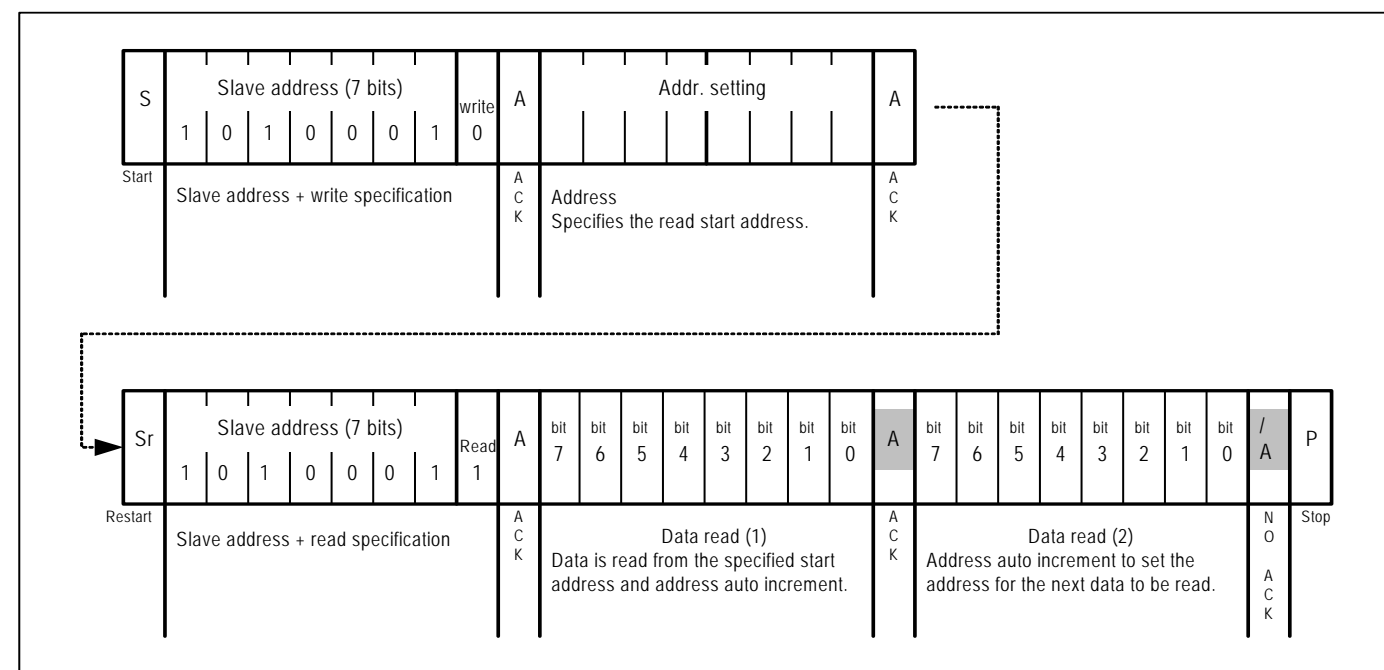 S Slave address (7 bits) write A Addr. setting A
1 0 1 0 0 0 1 0
Start
Slave address + write specification
A
C
K
Address
Specifies the read start address.
A
C
K
Sr Slave address (7 bits) Read A bit bit bit bit bit bit bit bit A bit bit bit bit bit bit bit bit / P
1 0 1 0 0 0 1 1 7 6 5 4 3 2 1 0 7 6 5 4 3 2 1 0 A
Restart
Slave address + read specification
A
C
K
Data read (1)
Data is read from the specified start
address and address auto increment.
A
C
K
Data read (2)
Address auto increment to set the
address for the next data to be read.
N
O
A
C
K
Stop